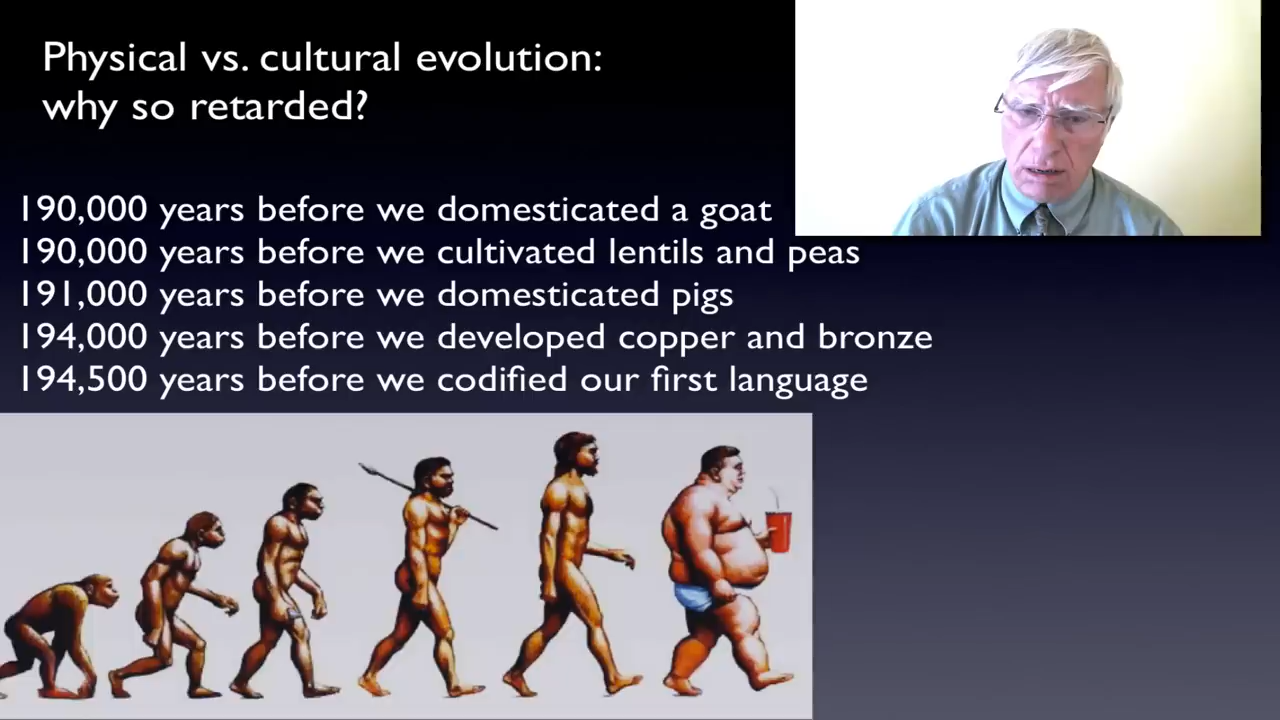 Physical vs. cultural evolution:
why so retarded?
190,000 years before we domesticated a goat
190,000 years before we cultivated lentils and peas
191,000 years before we domesticated pigs
194,000 years before we developed copper and bronze
194,500 years before we codified our first language